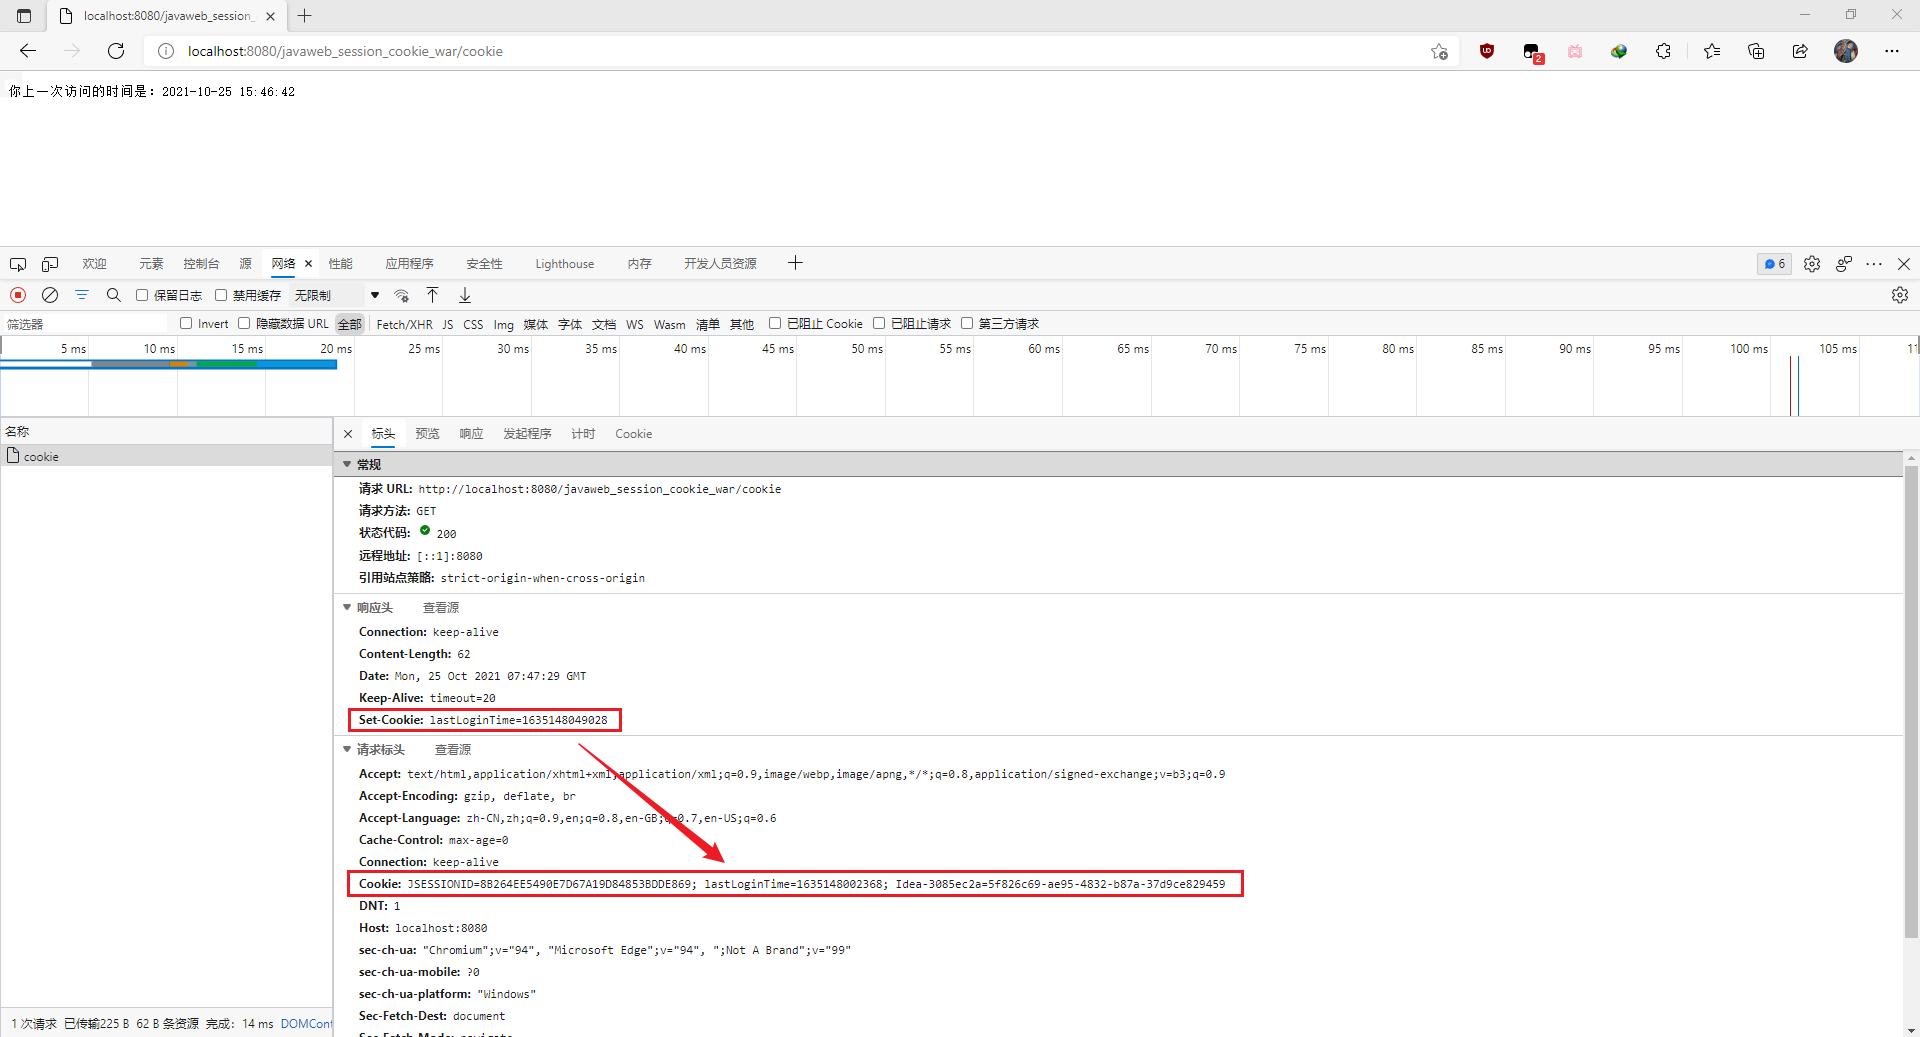 localhost:8080/javaweb_session_
localhost:8080/javaweb_session_cookie_war/cookie
2
你上一次访问的时间是：2021-10-25 15:46:42
欢迎 元素 控制台 源 网络 性能 应用程序 安全性 Lighthouse 内存 开发人员资源 6
保留日志 禁用缓存 无限制
筛选器 Invert 隐藏数据 URL 全部 Fetch/XHR JS CSS Img 媒体 字体 文档 WS Wasm 清单 其他 已阻止 Cookie 已阻止请求 第三方请求
5 ms 10 ms 15 ms 20 ms 25 ms 30 ms 35 ms 40 ms 45 ms 50 ms 55 ms 60 ms 65 ms 70 ms 75 ms 80 ms 85 ms 90 ms 95 ms 100 ms 105 ms 11
名称
cookie
标头 预览 响应 发起程序 计时 Cookie
常规
请求 URL: http://localhost:8080/javaweb_session_cookie_war/cookie
请求方法: GET
状态代码: 200
远程地址: [::1]:8080
引用站点策略: strict-origin-when-cross-origin
响应头 查看源
Connection: keep-alive
Content-Length: 62
Date: Mon, 25 Oct 2021 07:47:29 GMT
Keep-Alive: timeout=20
Set-Cookie: lastLoginTime=1635148049028
请求标头 查看源
Accept: text/html,application/xhtml+xml,application/xml;q=0.9,image/webp,image/apng,*/*;q=0.8,application/signed-exchange;v=b3;q=0.9
Accept-Encoding: gzip, deflate, br
Accept-Language: zh-CN,zh;q=0.9,en;q=0.8,en-GB;q=0.7,en-US;q=0.6
Cache-Control: max-age=0
Connection: keep-alive
Cookie: JSESSIONID=8B264EE5490E7D67A19D84853BDDE869; lastLoginTime=1635148002368; Idea-3085ec2a=5f826c69-ae95-4832-b87a-37d9ce829459
DNT: 1
Host: localhost:8080
sec-ch-ua: "Chromium";v="94", "Microsoft Edge";v="94", ";Not A Brand";v="99"
sec-ch-ua-mobile: ?0
sec-ch-ua-platform: "Windows"
Sec-Fetch-Dest: document
Sec-Fetch-Mode: navigate
1 次请求 已传输225 B 62 B 条资源 完成: 14 ms DOMCont